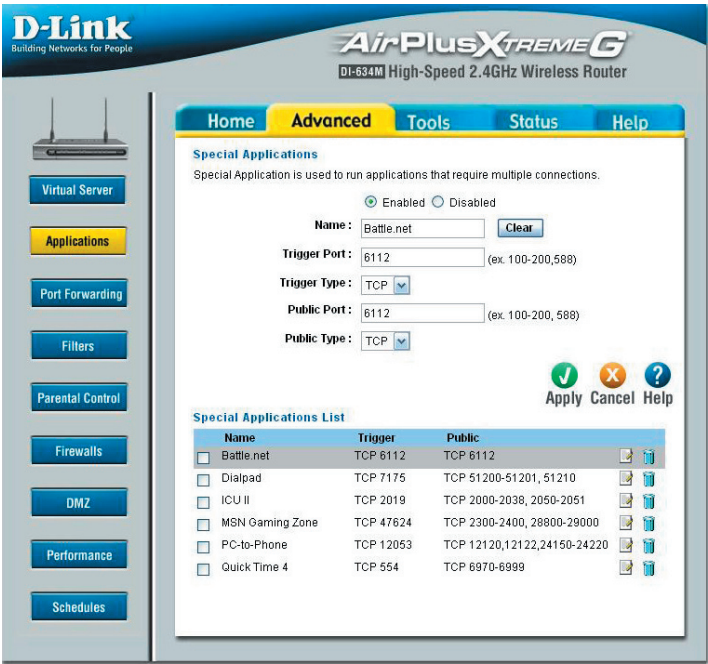 D-Link
Building Networks for People
AirPlusXTREMEG
DI-634M High-Speed 2.4GHz Wireless Router
Home Advanced Tools Status Help
Virtual Server
Applications
Port Forwarding
Filters
Parental Control
Firewalls
DMZ
Performance
Schedules
Special Applications
Special Application is used to run applications that require multiple connections.
Enabled Disabled
Name : Battle.net Clear
Trigger Port : 6112 (ex. 100-200,588)
Trigger Type : TCP
Public Port : 6112 (ex. 100-200, 588)
Public Type : TCP
Apply Cancel Help
Special Applications List
Name Trigger Public
Battle.net TCP 6112 TCP 6112
Dialpad TCP 7175 TCP 51200-51201, 51210
ICU II TCP 2019 TCP 2000-2038, 2050-2051
MSN Gaming Zone TCP 47624 TCP 2300-2400, 28800-29000
PC-to-Phone TCP 12053 TCP 12120,12122,24150-24220
Quick Time 4 TCP 554 TCP 6970-6999